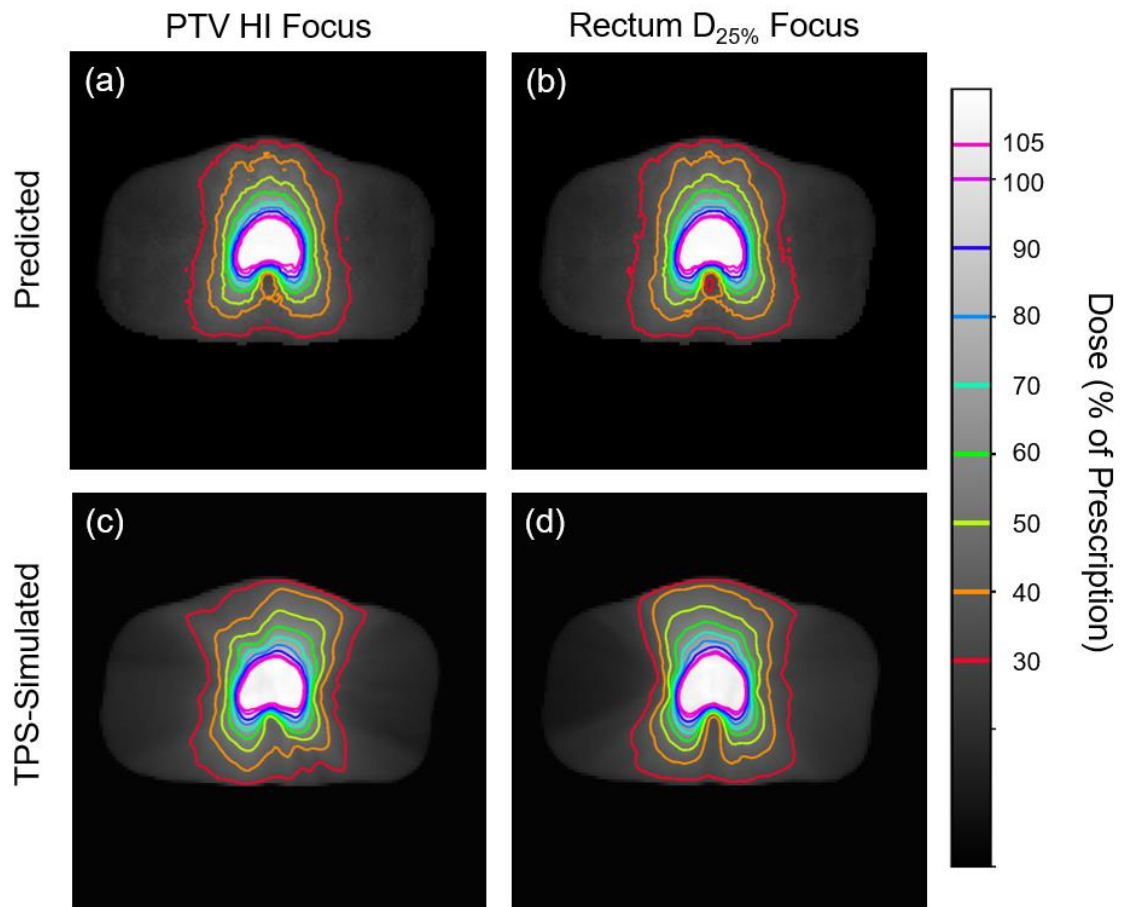 PTV HI Focus
Rectum D25% Focus
(a)
(b)
Predicted
(c)
(d)
TPS-Simulated
105
100
90
80
70
60
50
40
30
Dose (% of Prescription)